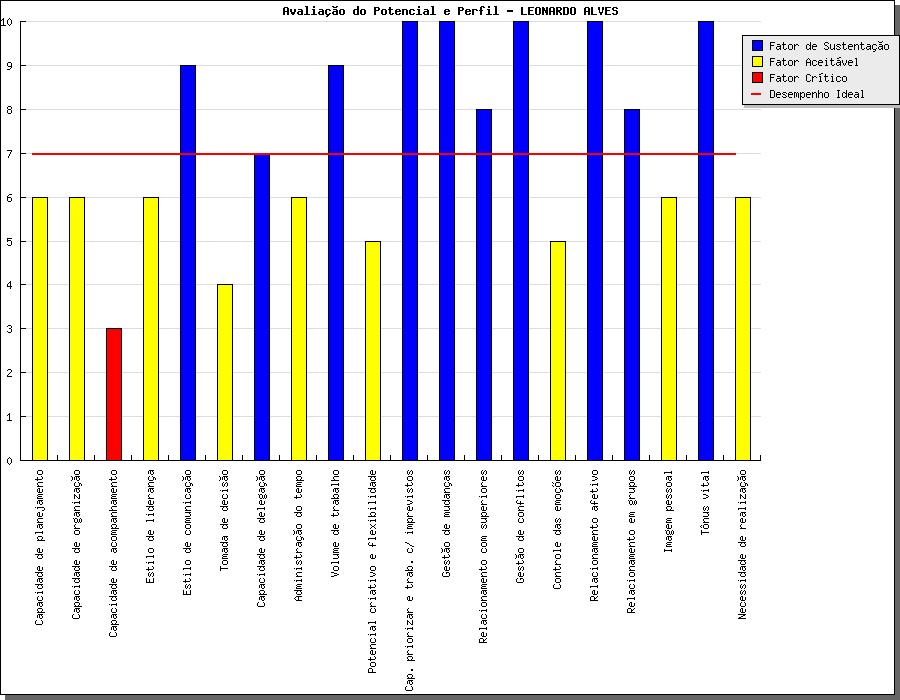 Avaliação do Potencial e Perfil - LEONARDO ALVES
Fator de Sustentação
Fator Aceitável
Fator Crítico
Desempenho Ideal
10
9
8
7
6
5
4
3
2
1
0
Capacidade de planejamento
Capacidade de organização
Capacidade de acompanhamento
Estilo de liderança
Estilo de comunicação
Tomada de decisão
Capacidade de delegação
Administração do tempo
Volume de trabalho
Potencial criativo e flexibilidade
Cap. priorizar e trab. c/ imprevistos
Gestão de mudanças
Relacionamento com superiores
Gestão de conflitos
Controle das emoções
Relacionamento afetivo
Relacionamento em grupos
Imagem pessoal
Tônus vital
Necessidade de realização